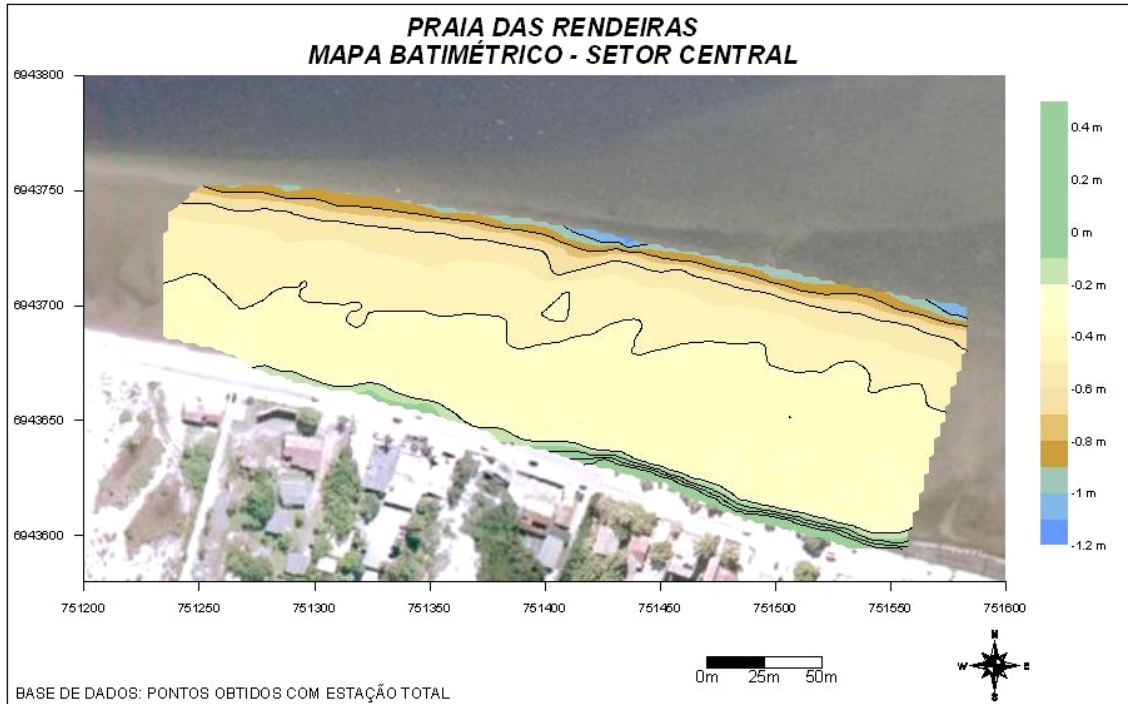 PRAIA DAS RENDEIRAS
MAPA BATIMÉTRICO - SETOR CENTRAL
6943800
6943750
6943700
6943650
6943600
751200 751250 751300 751350 751400 751450 751500 751550 751600
0.4 m
0.2 m
0 m
-0.2 m
-0.4 m
-0.6 m
-0.8 m
-1 m
-1.2 m
N
W E
S
0m 25m 50m
BASE DE DADOS: PONTOS OBTIDOS COM ESTAÇÃO TOTAL